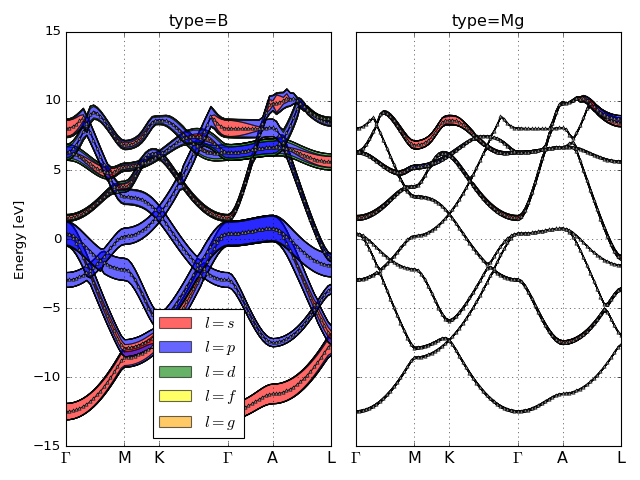 type=B
type=Mg
Energy [eV]
15
10
5
0
−5
−10
−15
l = s
l = p
l = d
l = f
l = g
Γ M K Γ A L
Γ M K Γ A L